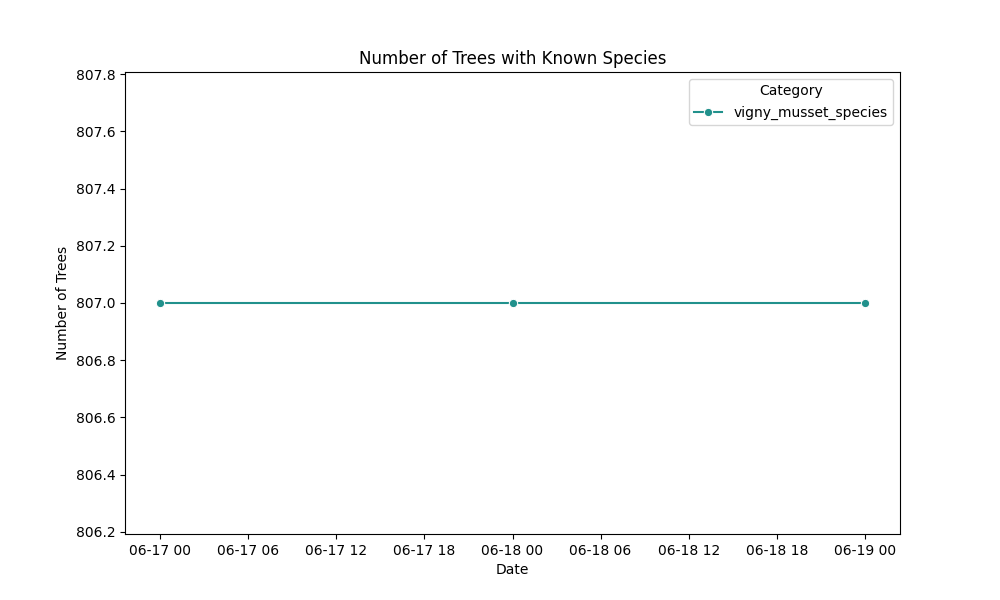 Number of Trees with Known Species
Category
vigny_musset_species
Number of Trees
807.8
807.6
807.4
807.2
807.0
806.8
806.6
806.4
806.2
06-17 00 06-17 06 06-17 12 06-17 18 06-18 00 06-18 06 06-18 12 06-18 18 06-19 00
Date